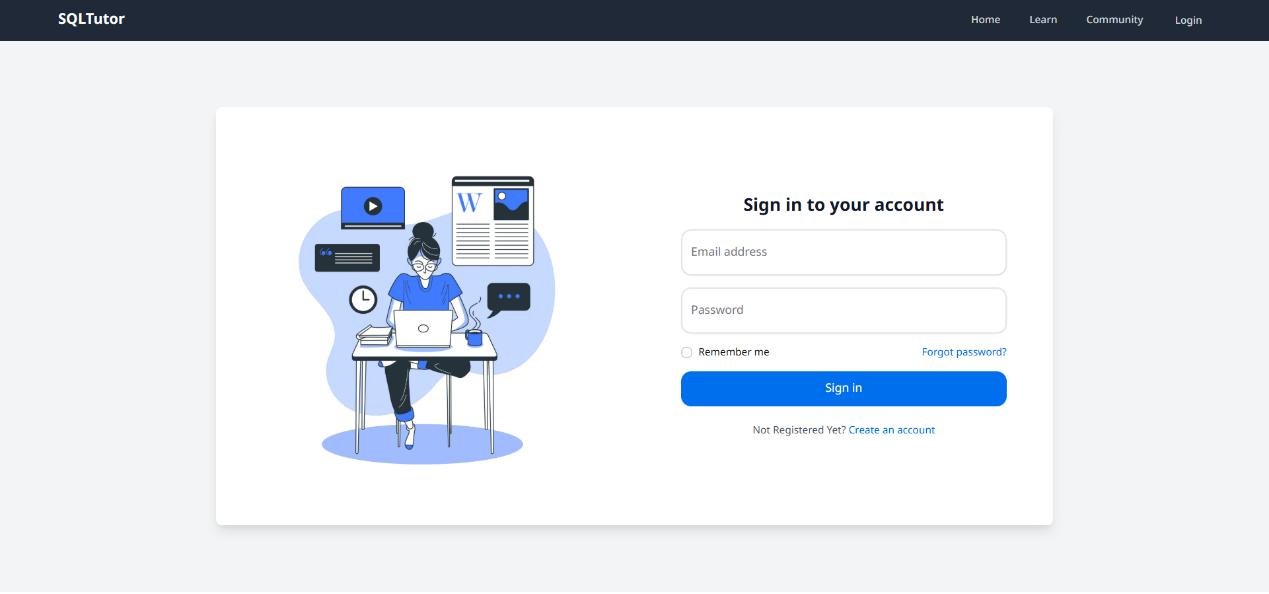 SQLTutor
Home
Learn
Community
Login
W
Sign in to your account
Email address
Password
Remember me
Forgot password?
Sign in
Not Registered Yet? Create an account